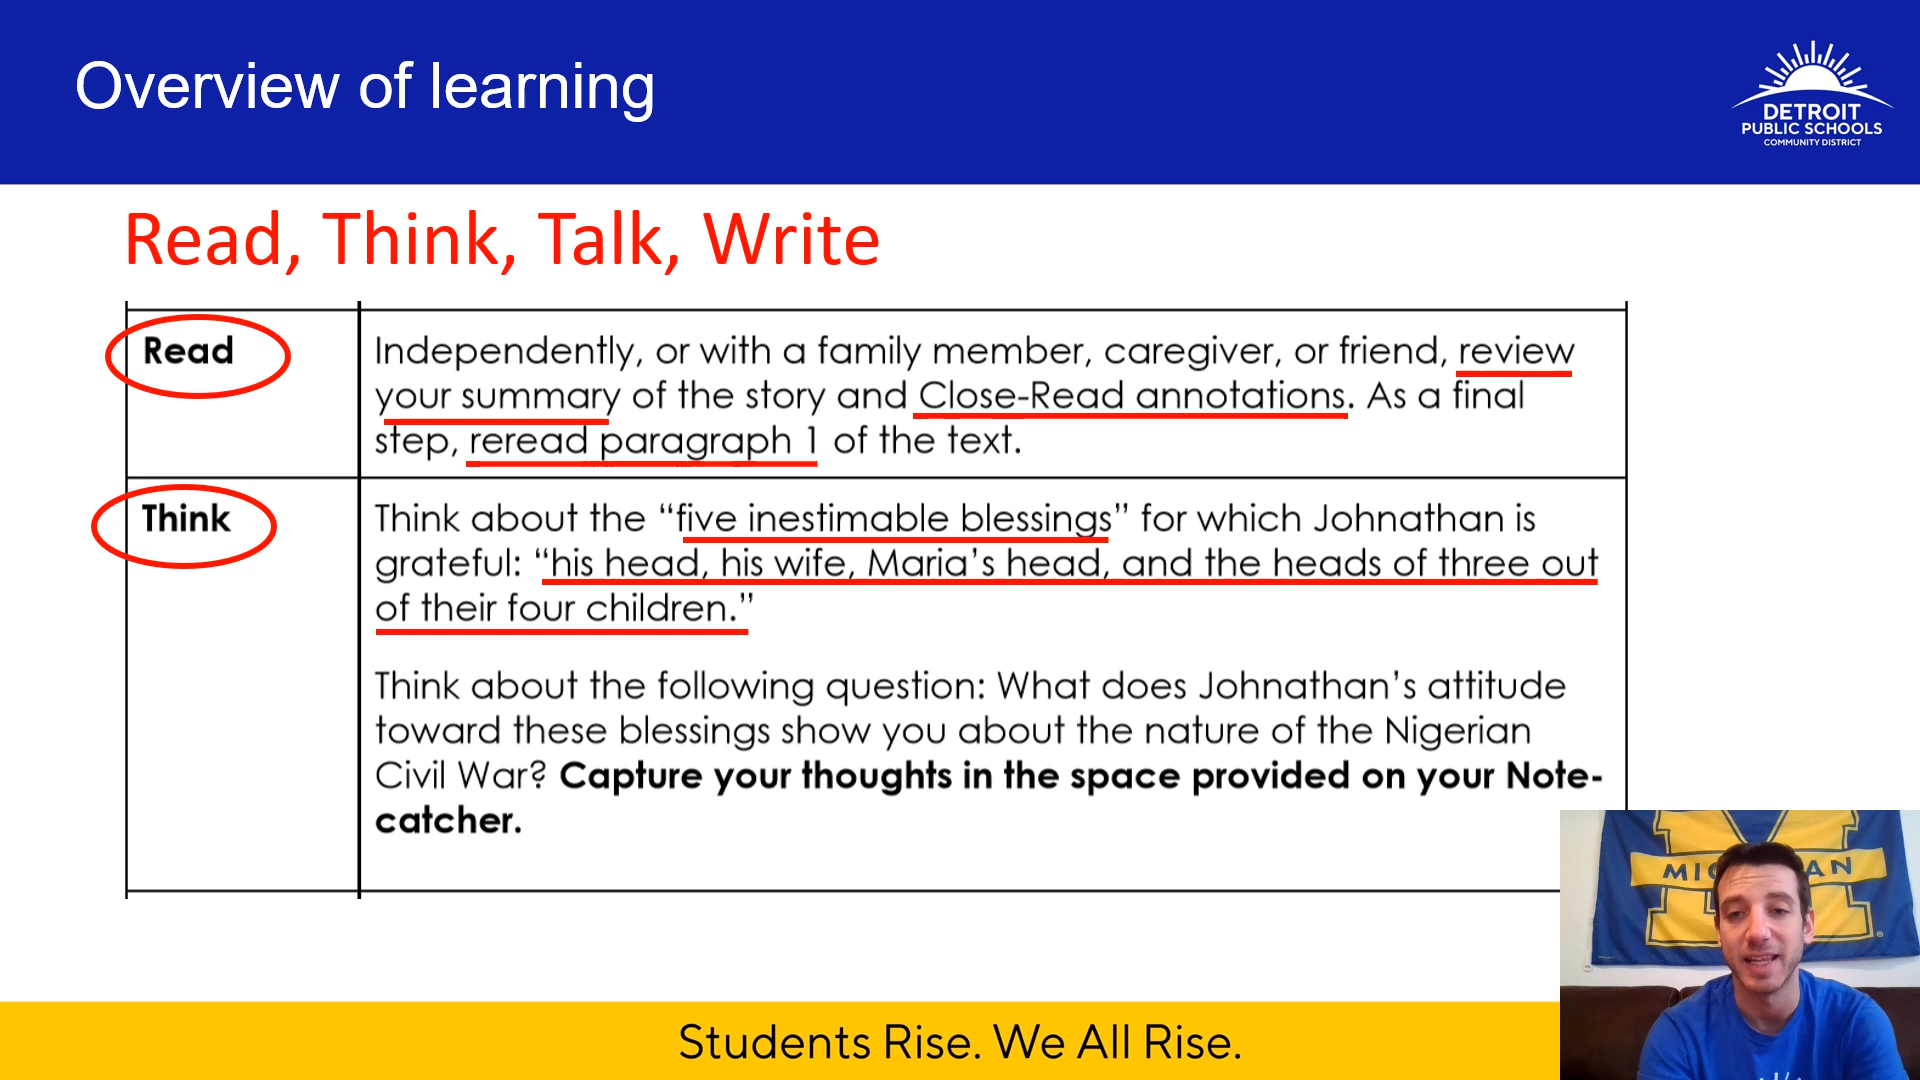 Overview of learning
DETROIT
PUBLIC SCHOOLS
COMMUNITY DISTRICT
Read, Think, Talk, Write
Read
Independently, or with a family member, caregiver, or friend, review
your summary of the story and Close-Read annotations. As a final
step, reread paragraph 1 of the text.
Think
Think about the “five inestimable blessings” for which Johnathan is
grateful: “his head, his wife, Maria’s head, and the heads of three out
of their four children.”
Think about the following question: What does Johnathan’s attitude
toward these blessings show you about the nature of the Nigerian
Civil War? Capture your thoughts in the space provided on your Note-
catcher.
Students Rise. We All Rise.